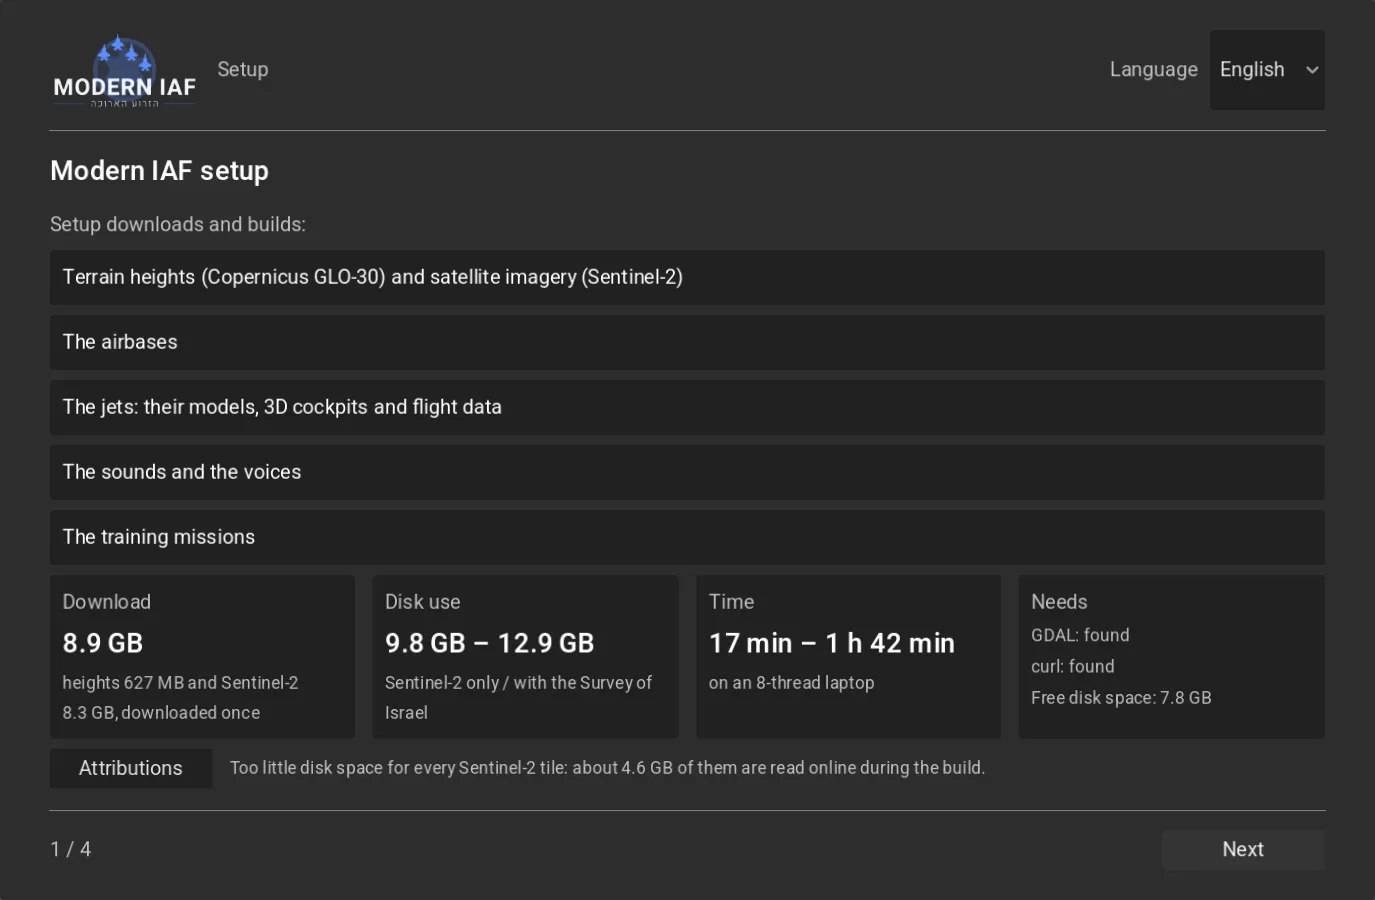 MODERN IAF
הזרוע הארוכה
Setup
Language
English
Modern IAF setup
Setup downloads and builds:
Terrain heights (Copernicus GLO-30) and satellite imagery (Sentinel-2)
The airbases
The jets: their models, 3D cockpits and flight data
The sounds and the voices
The training missions
Download
8.9 GB
heights 627 MB and Sentinel-2
8.3 GB, downloaded once
Disk use
9.8 GB – 12.9 GB
Sentinel-2 only / with the Survey of
Israel
Time
17 min – 1 h 42 min
on an 8-thread laptop
Needs
GDAL: found
curl: found
Free disk space: 7.8 GB
Attributions
Too little disk space for every Sentinel-2 tile: about 4.6 GB of them are read online during the build.
1 / 4
Next